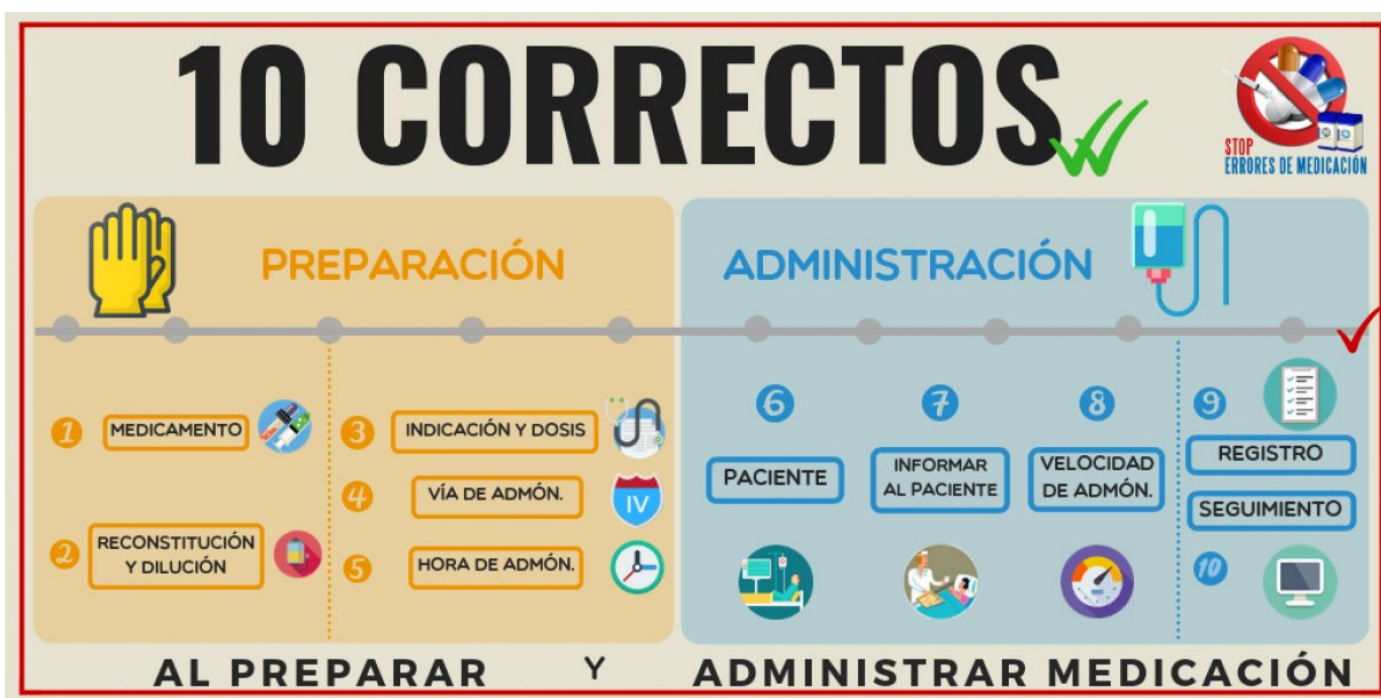 10 CORRECTOS
STOP
ERRORES DE MEDICACIÓN
PREPARACIÓN
1 MEDICAMENTO
2 RECONSTITUCIÓN
Y DILUCIÓN
3 INDICACIÓN Y DOSIS
4 VÍA DE ADMÓN.
IV
5 HORA DE ADMÓN.
ADMINISTRACIÓN
6
PACIENTE
7
INFORMAR
AL PACIENTE
8
VELOCIDAD
DE ADMÓN.
9
REGISTRO
SEGUIMIENTO
10
AL PREPARAR Y ADMINISTRAR MEDICACIÓN